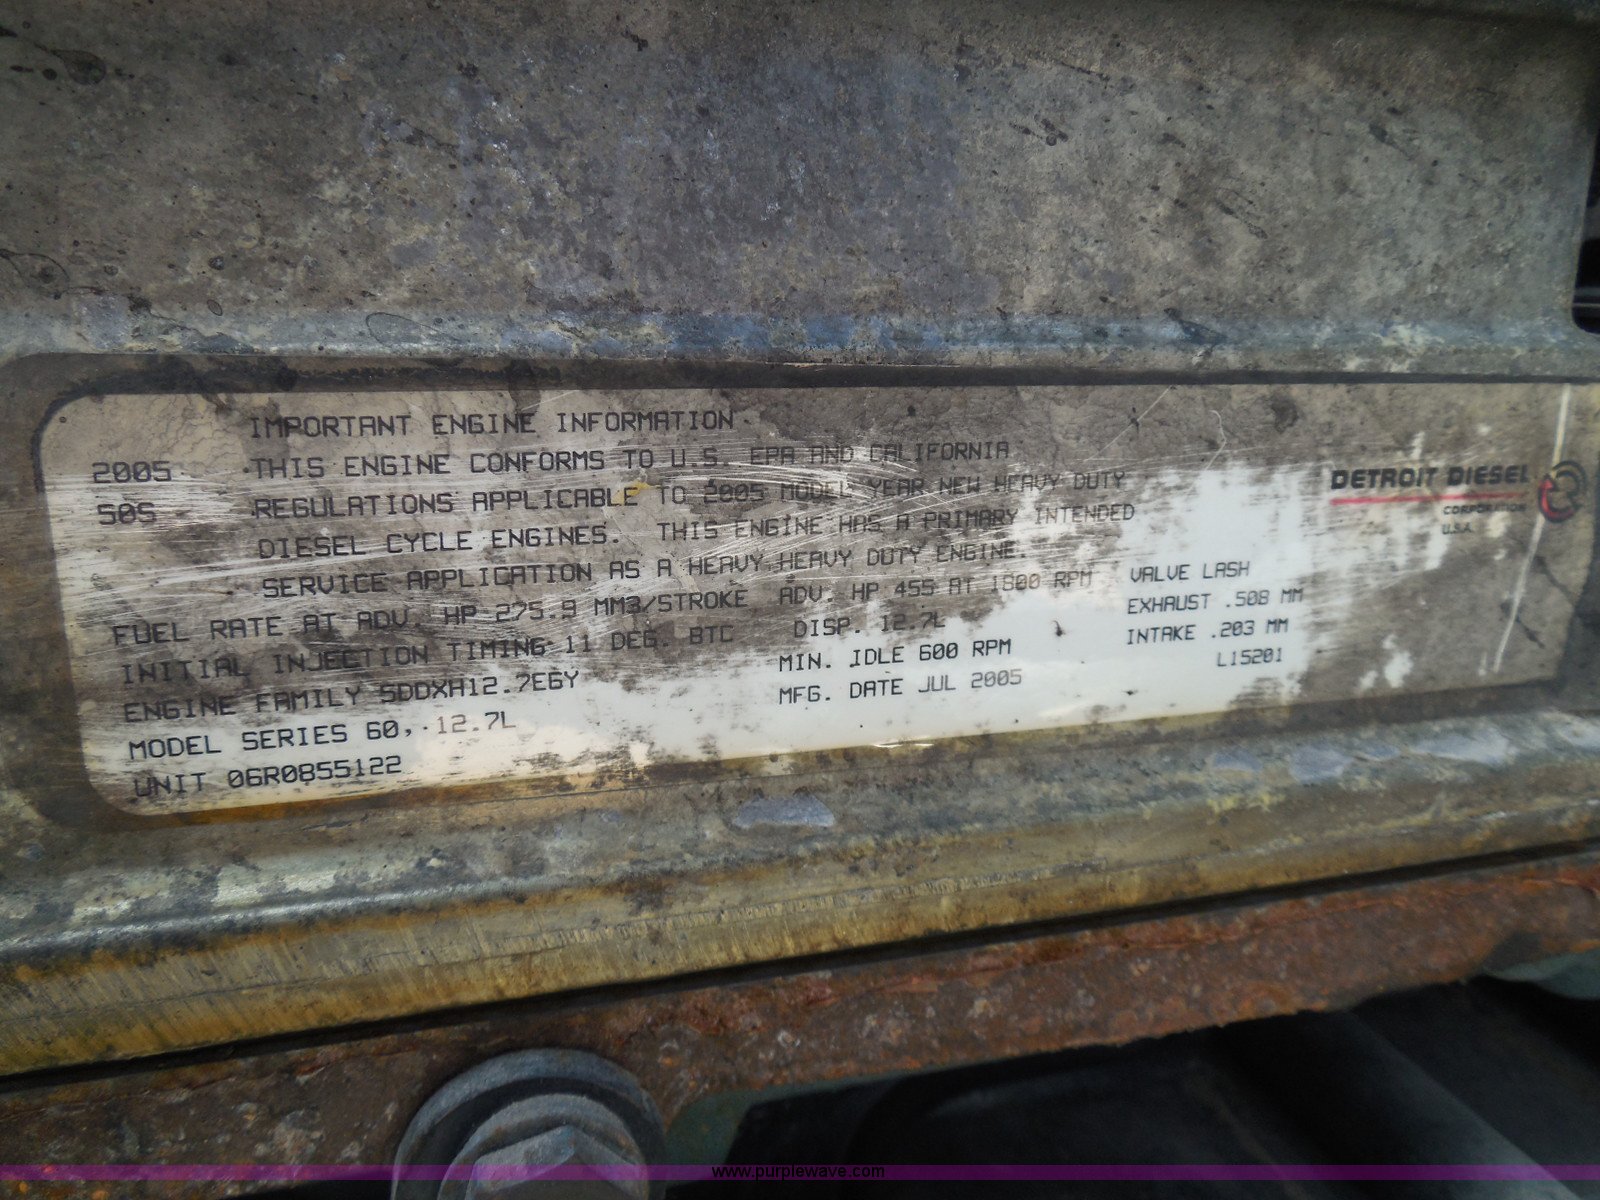 IMPORTANT ENGINE INFORMATION
2005 THIS ENGINE CONFORMS TO U.S. EPA AND CALIFORNIA
50S REGULATIONS APPLICABLE TO 2005 MODEL YEAR NEW HEAVY DUTY
DIESEL CYCLE ENGINES. THIS ENGINE HAS A PRIMARY INTENDED
SERVICE APPLICATION AS A HEAVY HEAVY DUTY ENGINE.
FUEL RATE AT ADV. HP 275.9 MM3/STROKE ADV. HP 455 AT 1800 RPM
INITIAL INJECTION TIMING 11 DEG. BTC DISP. 12.7L
ENGINE FAMILY 5DDXH12.7EGY MIN. IDLE 600 RPM
MODEL SERIES 60, 12.7L MFG. DATE JUL 2005
UNIT 06R0855122
VALVE LASH
EXHAUST .508 MM
INTAKE .203 MM
L15201
DETROIT DIESEL
CORPORATION
U.S.A.
www.purplewave.com